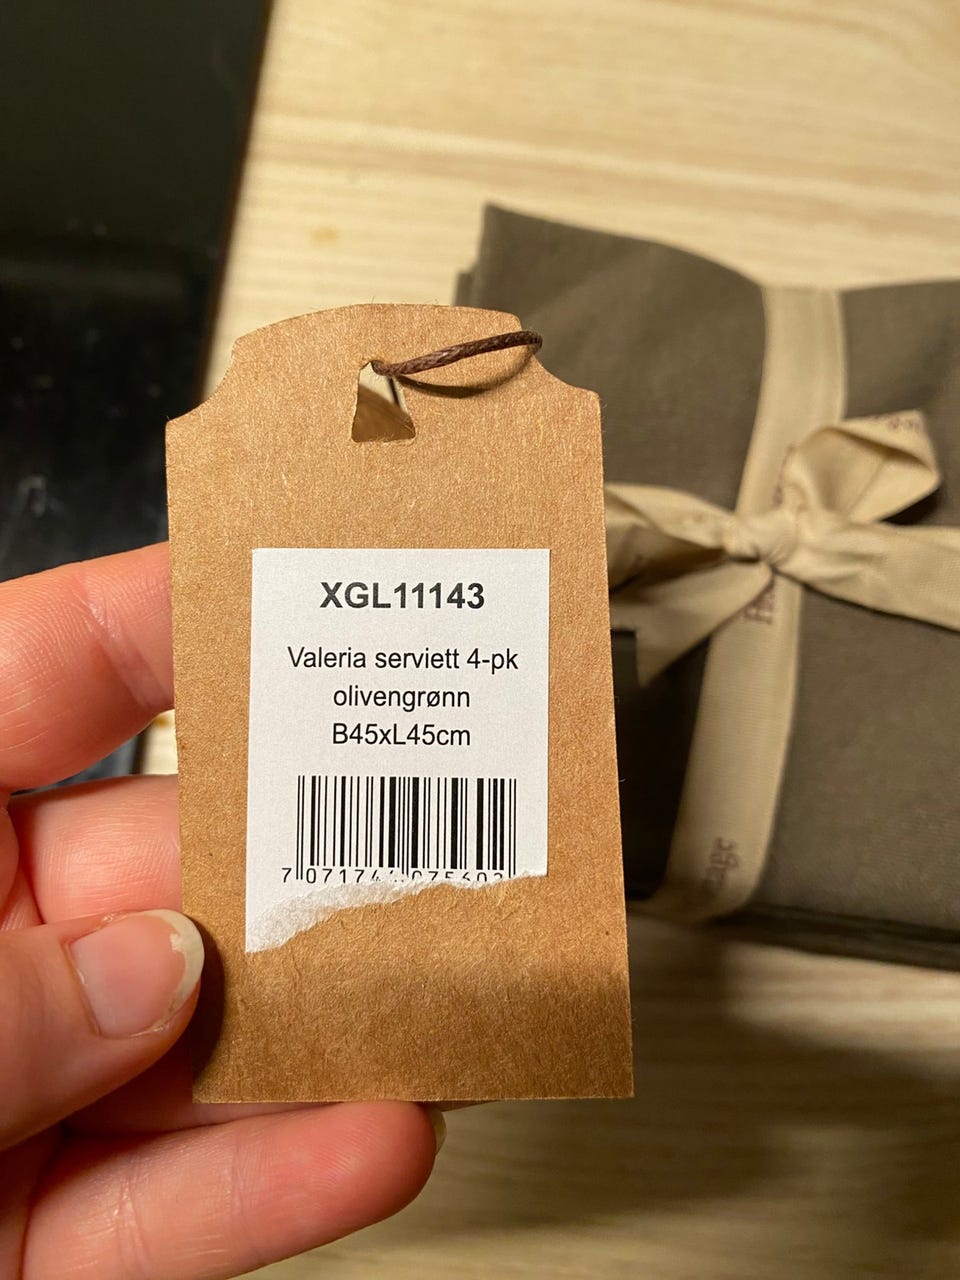 XGL11143
Valeria serviett 4-pk
olivengrønn
B45xL45cm